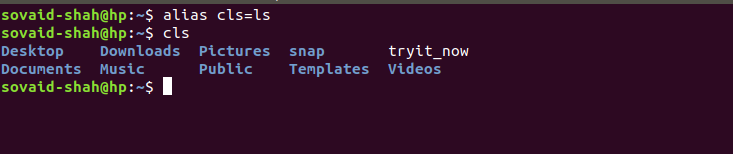 sovaid-shah@hp:~$ alias cls=ls
sovaid-shah@hp:~$ cls
Desktop    Downloads  Pictures  snap       tryit_now
Documents  Music      Public    Templates  Videos
sovaid-shah@hp:~$